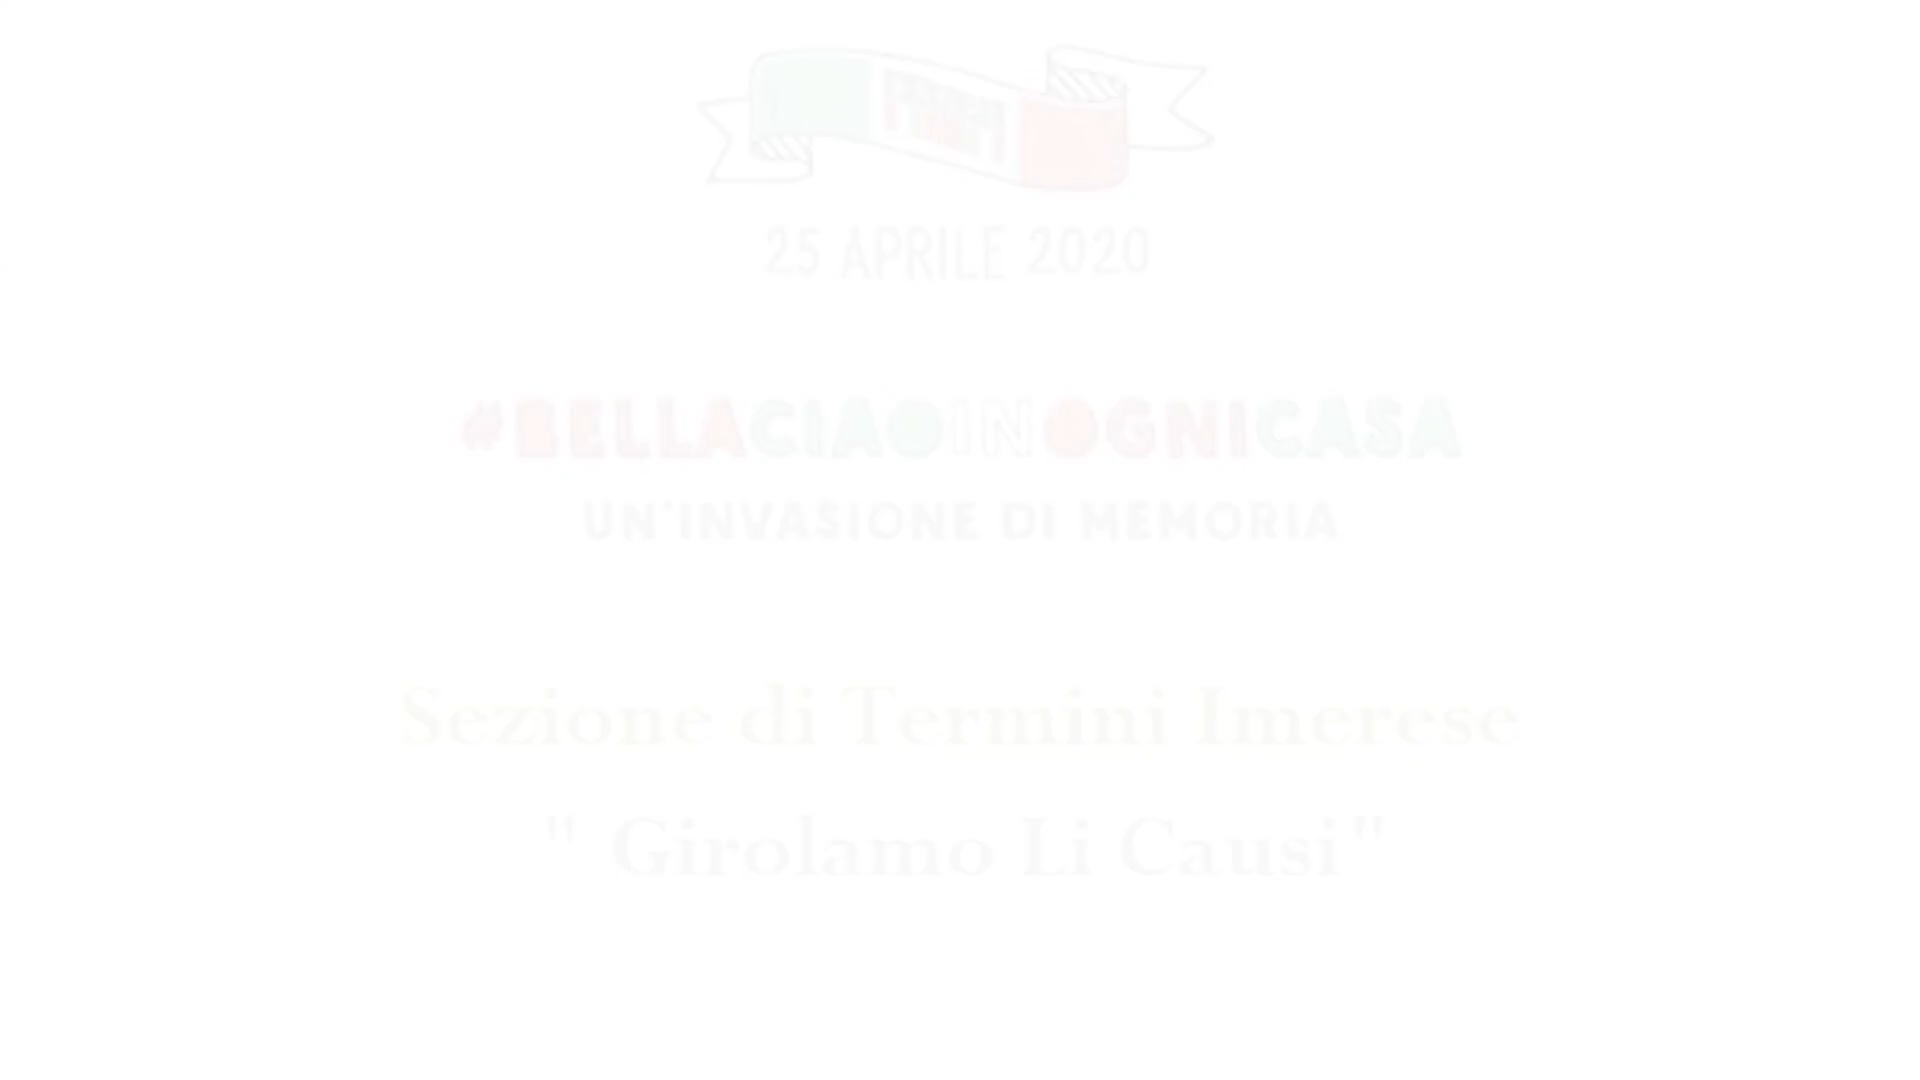 25 APRILE 2020
#BELLACIAOINOGNICASA
UN'INVASIONE DI MEMORIA
Sezione di Termini Imerese
" Girolamo Li Causi"